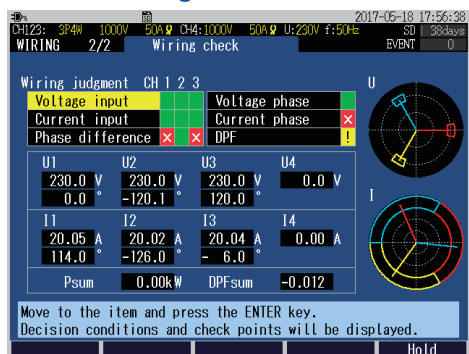 2017-05-18 17:56:38
CH123: 3P4W 1000V 50A CH4:1000V 50A U:230V f:50Hz SD 38days
WIRING 2/2 Wiring check EVENT 0
Wiring judgment CH 1 2 3
Voltage input Voltage phase
Current input Current phase ×
Phase difference × × DPF !
U
U1 U2 U3 U4
230.0 V 230.0 V 230.0 V 0.0 V
0.0 ° -120.1 ° 120.0 °
I
I1 I2 I3 I4
20.05 A 20.02 A 20.04 A 0.00 A
114.0 ° -126.0 ° - 6.0 °
Psum 0.00kW DPFsum -0.012
Move to the item and press the ENTER key.
Decision conditions and check points will be displayed.
Hold